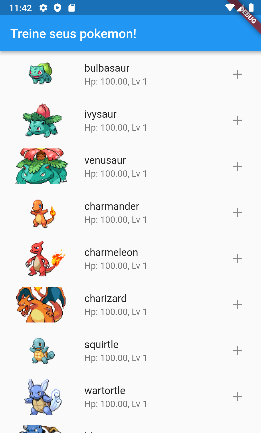 11:42
DEBUG
Treine seus pokemon!
bulbasaur
Hp: 100.00, Lv 1
ivysaur
Hp: 100.00, Lv 1
venusaur
Hp: 100.00, Lv 1
charmander
Hp: 100.00, Lv 1
charmeleon
Hp: 100.00, Lv 1
charizard
Hp: 100.00, Lv 1
squirtle
Hp: 100.00, Lv 1
wartortle
Hp: 100.00, Lv 1